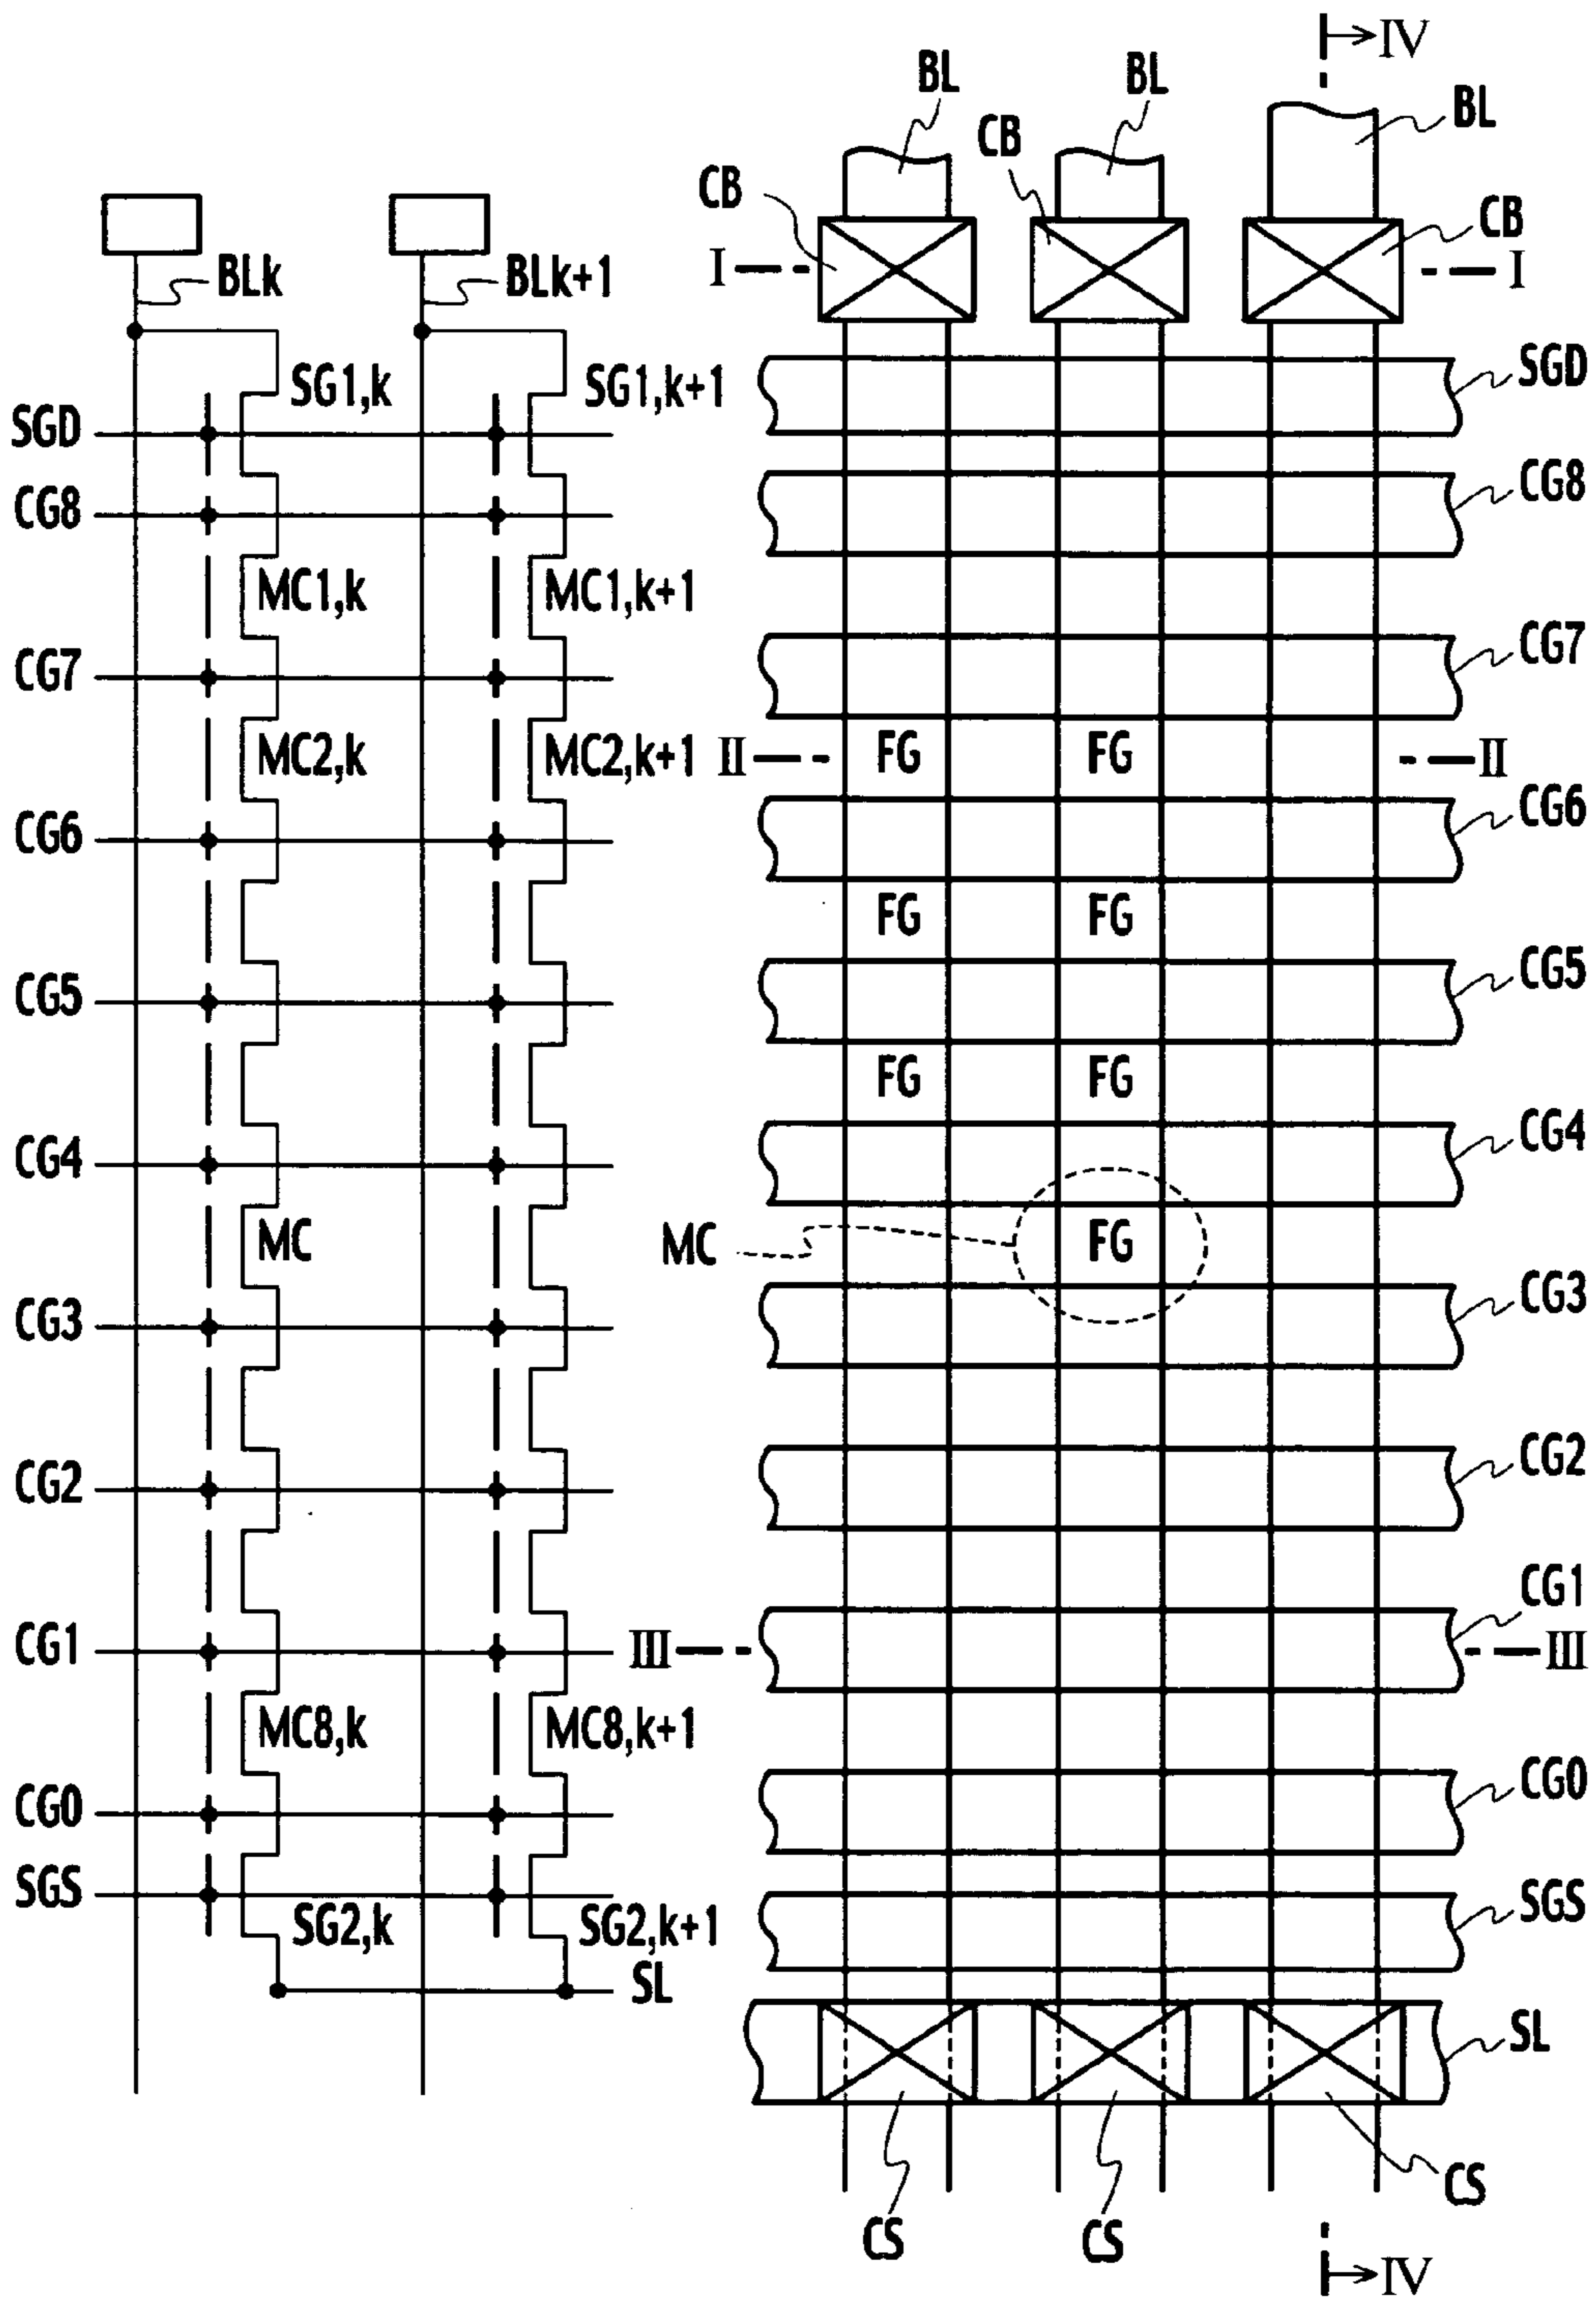 BLk
BLk+1
SG1,k
SG1,k+1
SGD
CG8
MC1,k
MC1,k+1
CG7
MC2,k
MC2,k+1
CG6
CG5
CG4
MC
CG3
CG2
CG1
MC8,k
MC8,k+1
CG0
SGS
SG2,k
SG2,k+1
SL
IV
BL
BL
BL
CB
CB
CB
I
I
SGD
CG8
CG7
II
FG
FG
II
CG6
FG
FG
CG5
FG
FG
CG4
MC
FG
CG3
CG2
CG1
III
III
CG0
SGS
SL
CS
CS
CS
IV